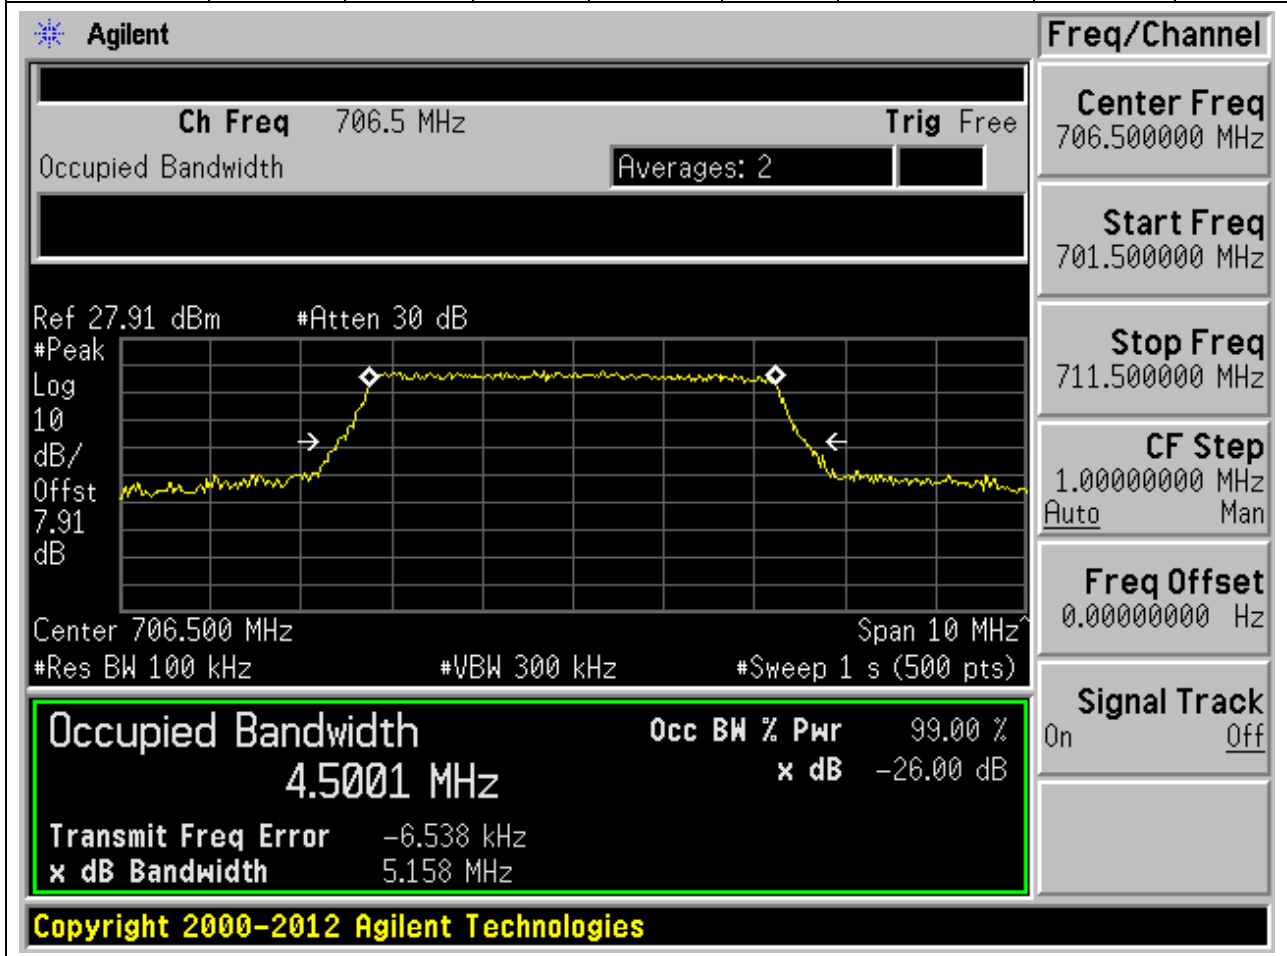 Agilent
Freq/Channel
Ch Freq 706.5 MHz Trig Free
Occupied Bandwidth Averages: 2
Center Freq
706.500000 MHz
Start Freq
701.500000 MHz
Stop Freq
711.500000 MHz
CF Step
1.00000000 MHz
Auto Man
Freq Offset
0.00000000 Hz
Signal Track
On Off
Ref 27.91 dBm #Atten 30 dB
#Peak
Log
10
dB/
Offst
7.91
dB
Center 706.500 MHz Span 10 MHz^
#Res BW 100 kHz #VBW 300 kHz #Sweep 1 s (500 pts)
Occupied Bandwidth Occ BW % Pwr 99.00 %
4.5001 MHz x dB -26.00 dB
Transmit Freq Error -6.538 kHz
x dB Bandwidth 5.158 MHz
Copyright 2000-2012 Agilent Technologies